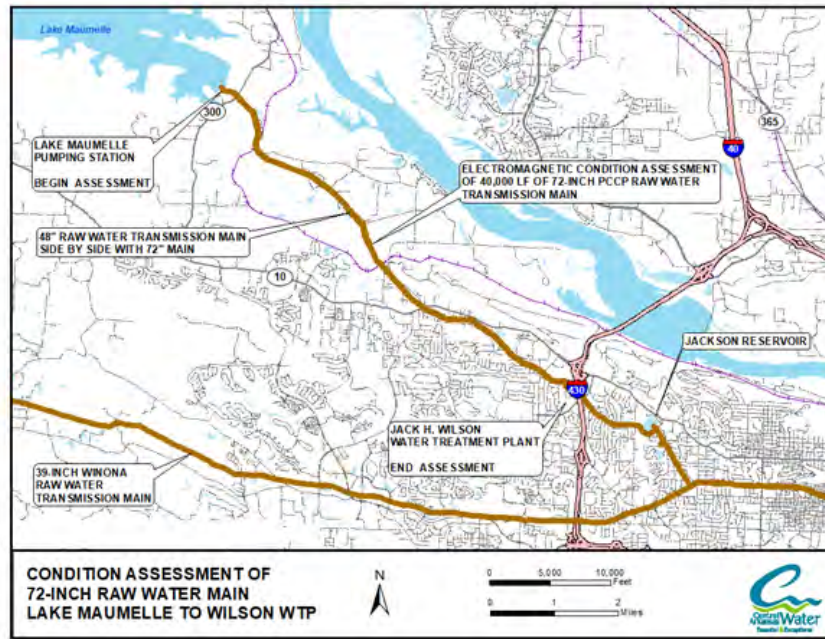 Lake Maumelle
300
365
40
LAKE MAUMELLE
PUMPING STATION
BEGIN ASSESSMENT
ELECTROMAGNETIC CONDITION ASSESSMENT
OF 40,000 LF OF 72-INCH PCCP RAW WATER
TRANSMISSION MAIN
48" RAW WATER TRANSMISSION MAIN
SIDE BY SIDE WITH 72" MAIN
10
JACKSON RESERVOIR
430
JACK H. WILSON
WATER TREATMENT PLANT
END ASSESSMENT
39-INCH WINONA
RAW WATER
TRANSMISSION MAIN
CONDITION ASSESSMENT OF
72-INCH RAW WATER MAIN
LAKE MAUMELLE TO WILSON WTP
N
0 5,000 10,000
Feet
0 1 2
Miles
Central
Arkansas Water